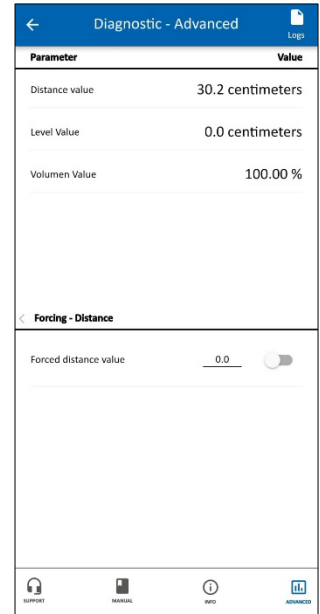 Diagnostic - Advanced
Logs
Parameter Value
Distance value 30.2 centimeters
Level Value 0.0 centimeters
Volumen Value 100.00 %
Forcing - Distance
Forced distance value 0.0
SUPPORT MANUAL INFO ADVANCED